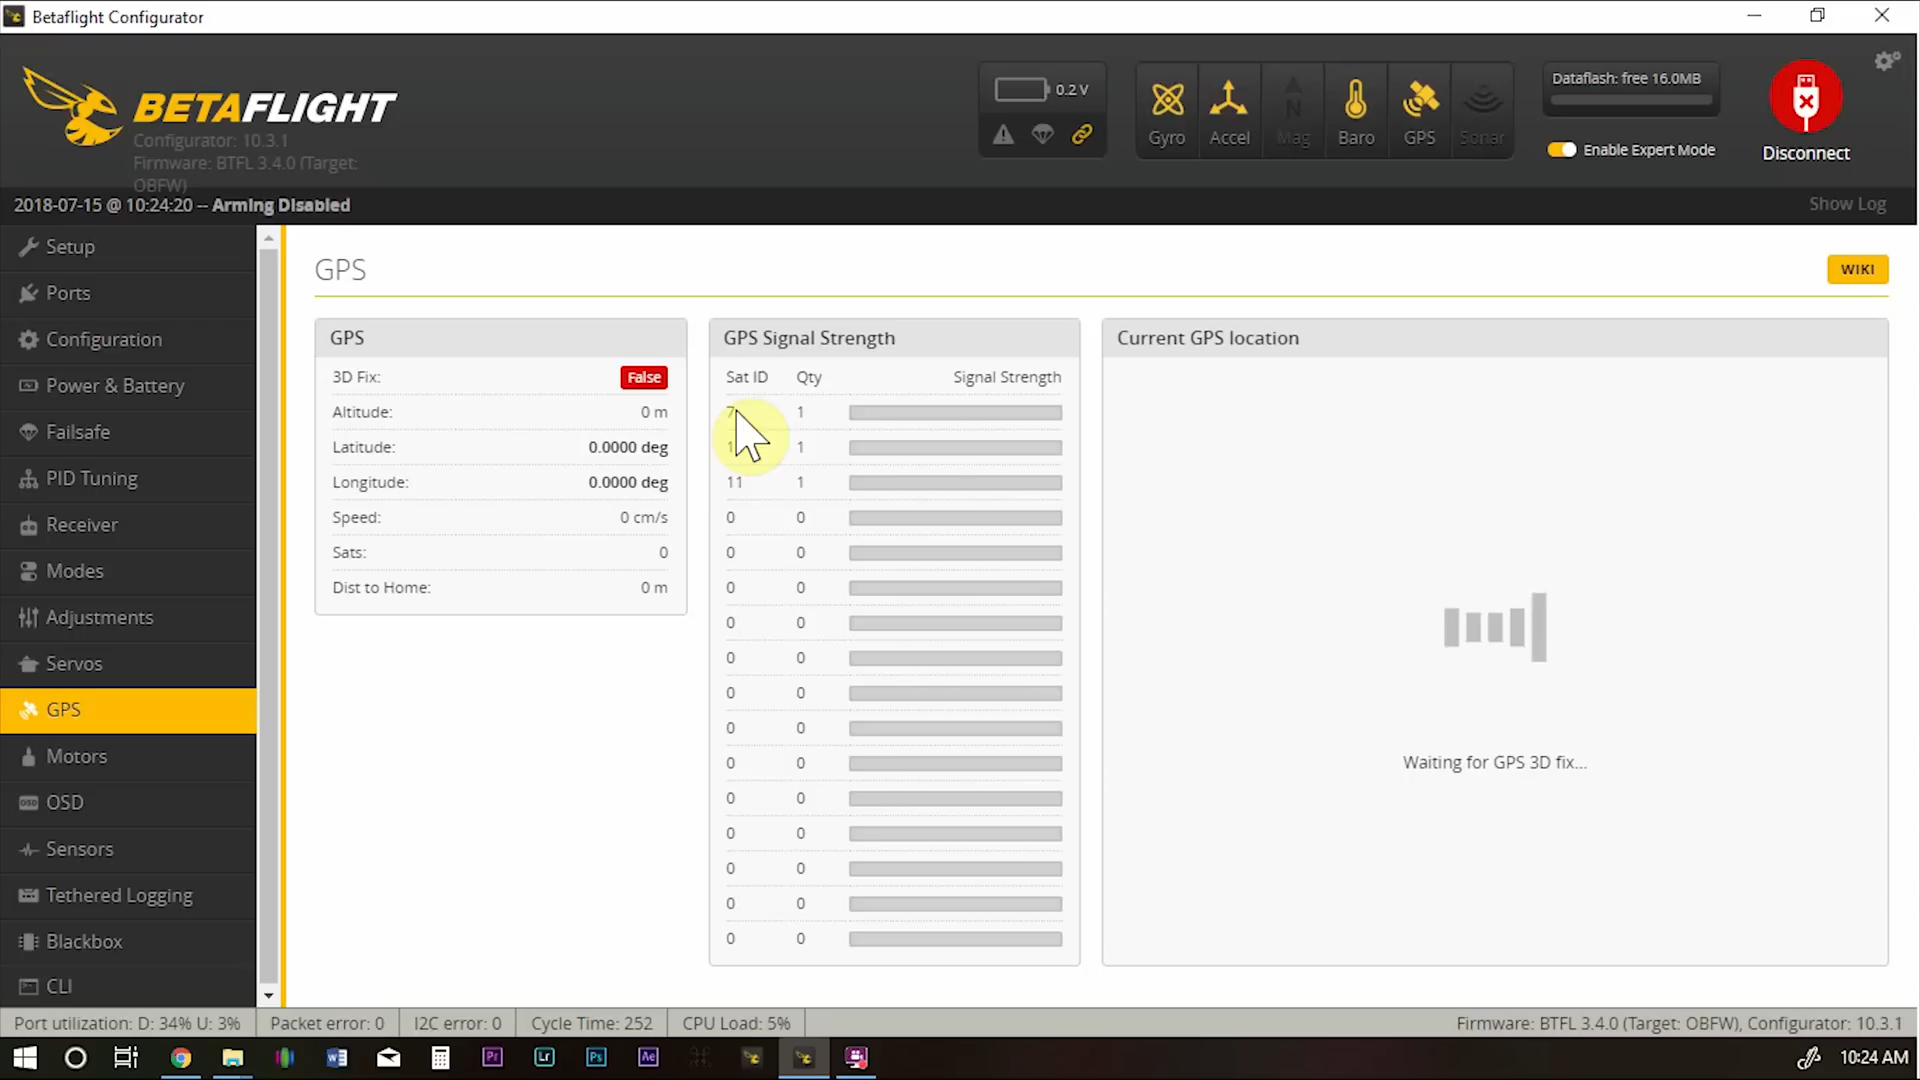 Betaflight Configurator
BETAFLIGHT
Configurator: 10.3.1
Firmware: BTFL 3.4.0 (Target:
OBFW)
0.2 V
Gyro
Accel
Mag
Baro
GPS
Sonar
Dataflash: free 16.0MB
Enable Expert Mode
Disconnect
2018-07-15 @ 10:24:20 -- Arming Disabled
Show Log
Setup
Ports
Configuration
Power & Battery
Failsafe
PID Tuning
Receiver
Modes
Adjustments
Servos
GPS
Motors
OSD
Sensors
Tethered Logging
Blackbox
CLI
GPS
WIKI
GPS
3D Fix: False
Altitude: 0 m
Latitude: 0.0000 deg
Longitude: 0.0000 deg
Speed: 0 cm/s
Sats: 0
Dist to Home: 0 m
GPS Signal Strength
Sat ID Qty Signal Strength
7 1
1
11 1
0 0
0 0
0 0
0 0
0 0
0 0
0 0
0 0
0 0
0 0
0 0
0 0
0 0
Current GPS location
Waiting for GPS 3D fix...
Port utilization: D: 34% U: 3%
Packet error: 0
I2C error: 0
Cycle Time: 252
CPU Load: 5%
Firmware: BTFL 3.4.0 (Target: OBFW), Configurator: 10.3.1
Pr
Lr
Ps
Ae
10:24 AM